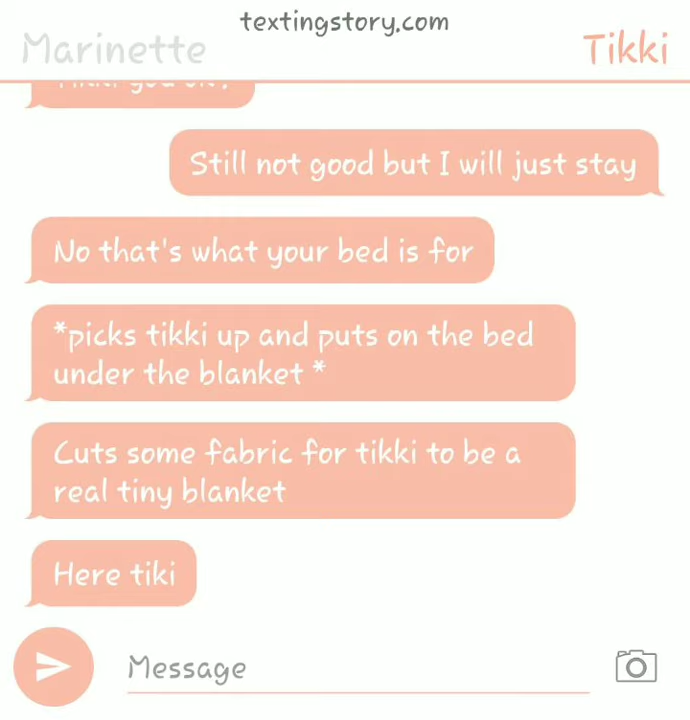 textingstory.com
Marinette
Tikki
Still not good but I will just stay
No that's what your bed is for
*picks tikki up and puts on the bed
under the blanket *
Cuts some fabric for tikki to be a
real tiny blanket
Here tiki
Message